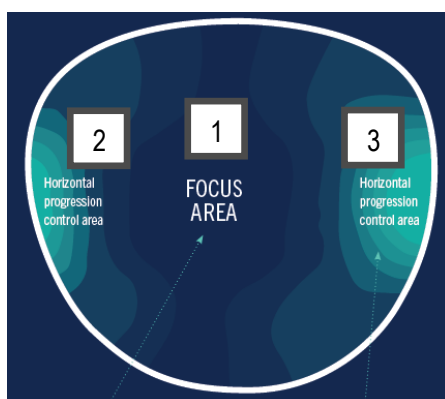 1
2
3
FOCUS
AREA
Horizontal
progression
control area
Horizontal
progression
control area